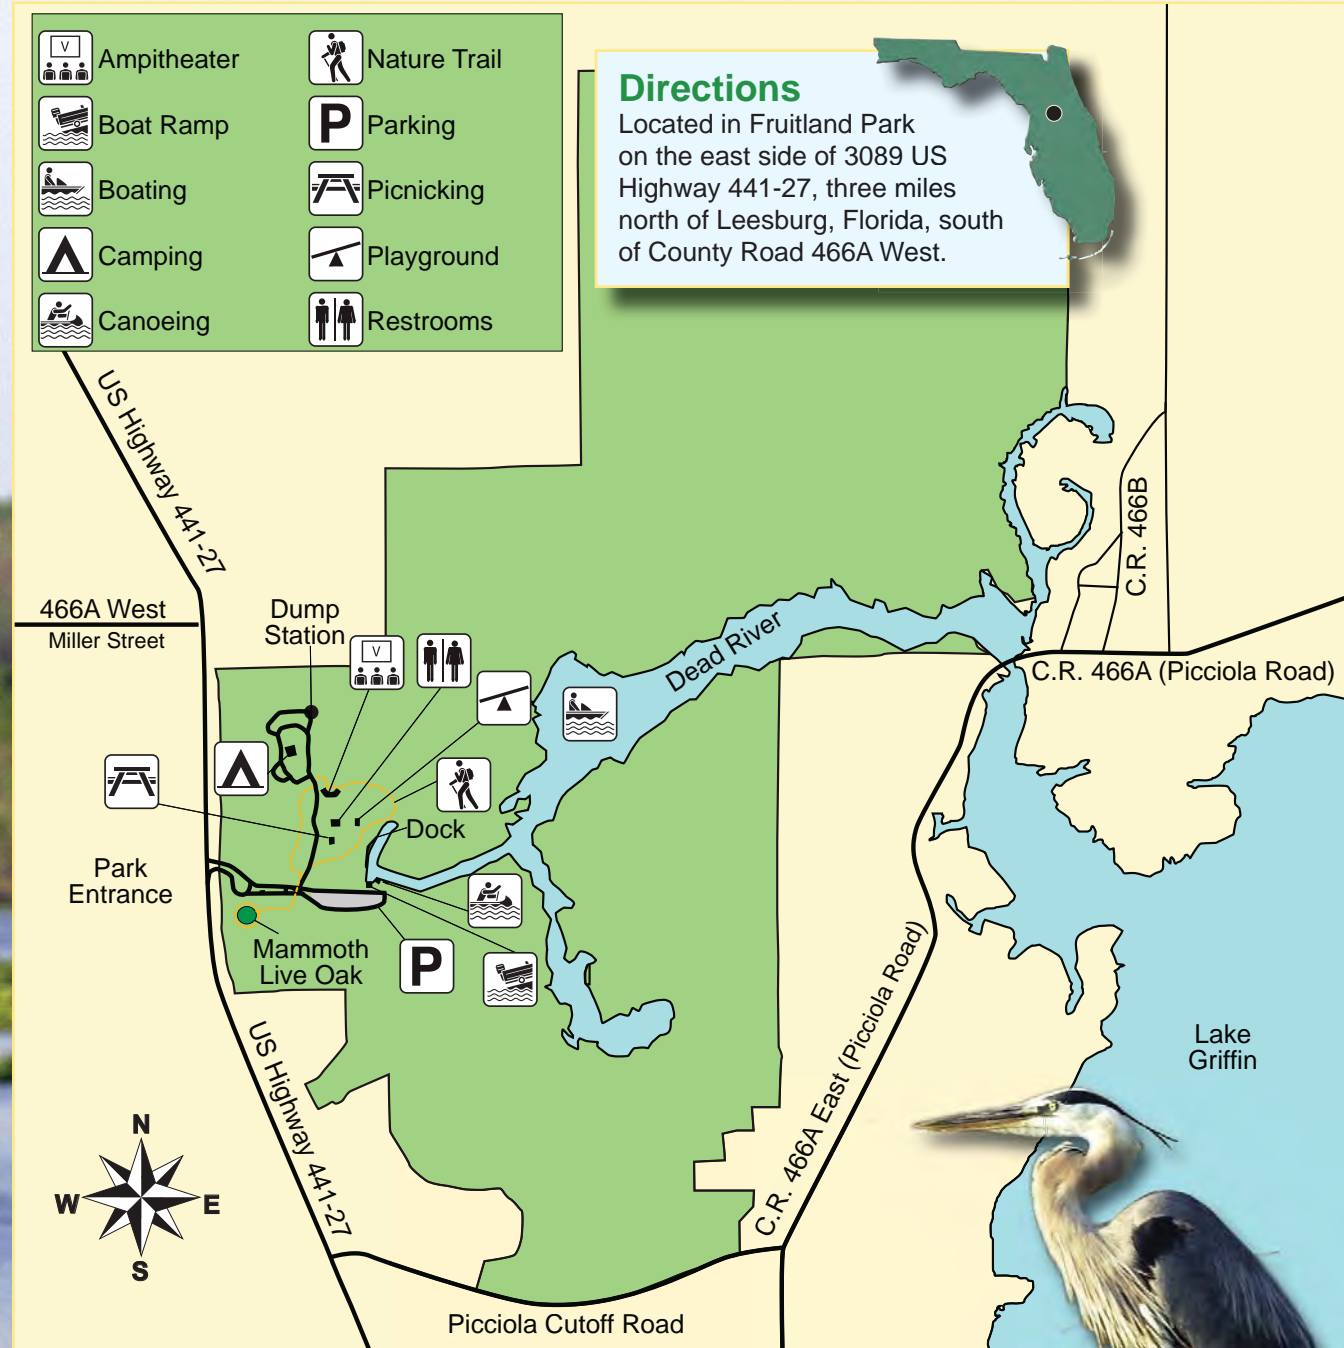 V
Ampitheater
Boat Ramp
Boating
Camping
Canoeing
Nature Trail
P
Parking
Picnicking
Playground
Restrooms
Directions
Located in Fruitland Park
on the east side of 3089 US
Highway 441-27, three miles
north of Leesburg, Florida, south
of County Road 466A West.
US Highway 441-27
466A West
Miller Street
Dump
Station
V
Dead River
C.R. 466B
C.R. 466A (Picciola Road)
Dock
Park
Entrance
Mammoth
Live Oak
P
US Highway 441-27
C.R. 466A East (Picciola Road)
Lake
Griffin
N
W
E
S
Picciola Cutoff Road